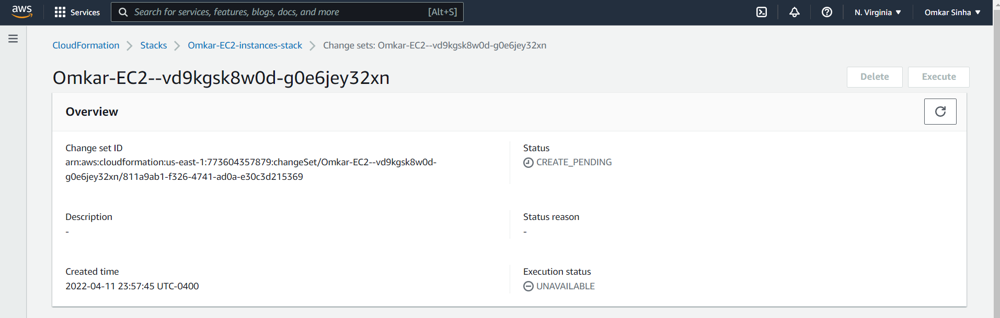 aws Services Search for services, features, blogs, docs, and more [Alt+S] N. Virginia Omkar Sinha
CloudFormation Stacks Omkar-EC2-instances-stack Change sets: Omkar-EC2--vd9kgsk8w0d-g0e6jey32xn
Omkar-EC2--vd9kgsk8w0d-g0e6jey32xn Delete Execute
Overview
Change set ID
arn:aws:cloudformation:us-east-1:773604357879:changeSet/Omkar-EC2--vd9kgsk8w0d-
g0e6jey32xn/811a9ab1-f326-4741-ad0a-e30c3d215369
Status
CREATE_PENDING
Description
-
Status reason
-
Created time
2022-04-11 23:57:45 UTC-0400
Execution status
UNAVAILABLE